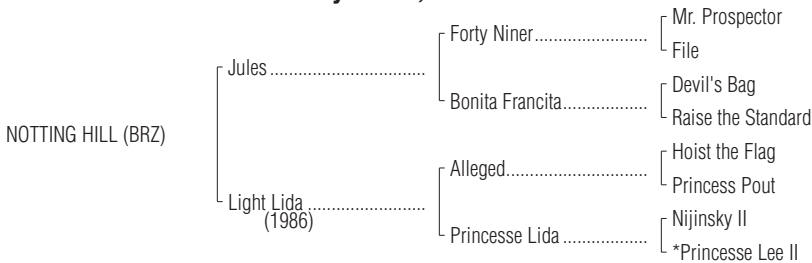 Mr. Prospector
Forty Niner..........................
File
Jules..................................
Devil's Bag
Bonita Francita...................
Raise the Standard
NOTTING HILL (BRZ)
Hoist the Flag
Alleged................................
Princess Pout
Light Lida..........................
(1986)
Nijinsky II
Princesse Lida...................
*Princesse Lee II